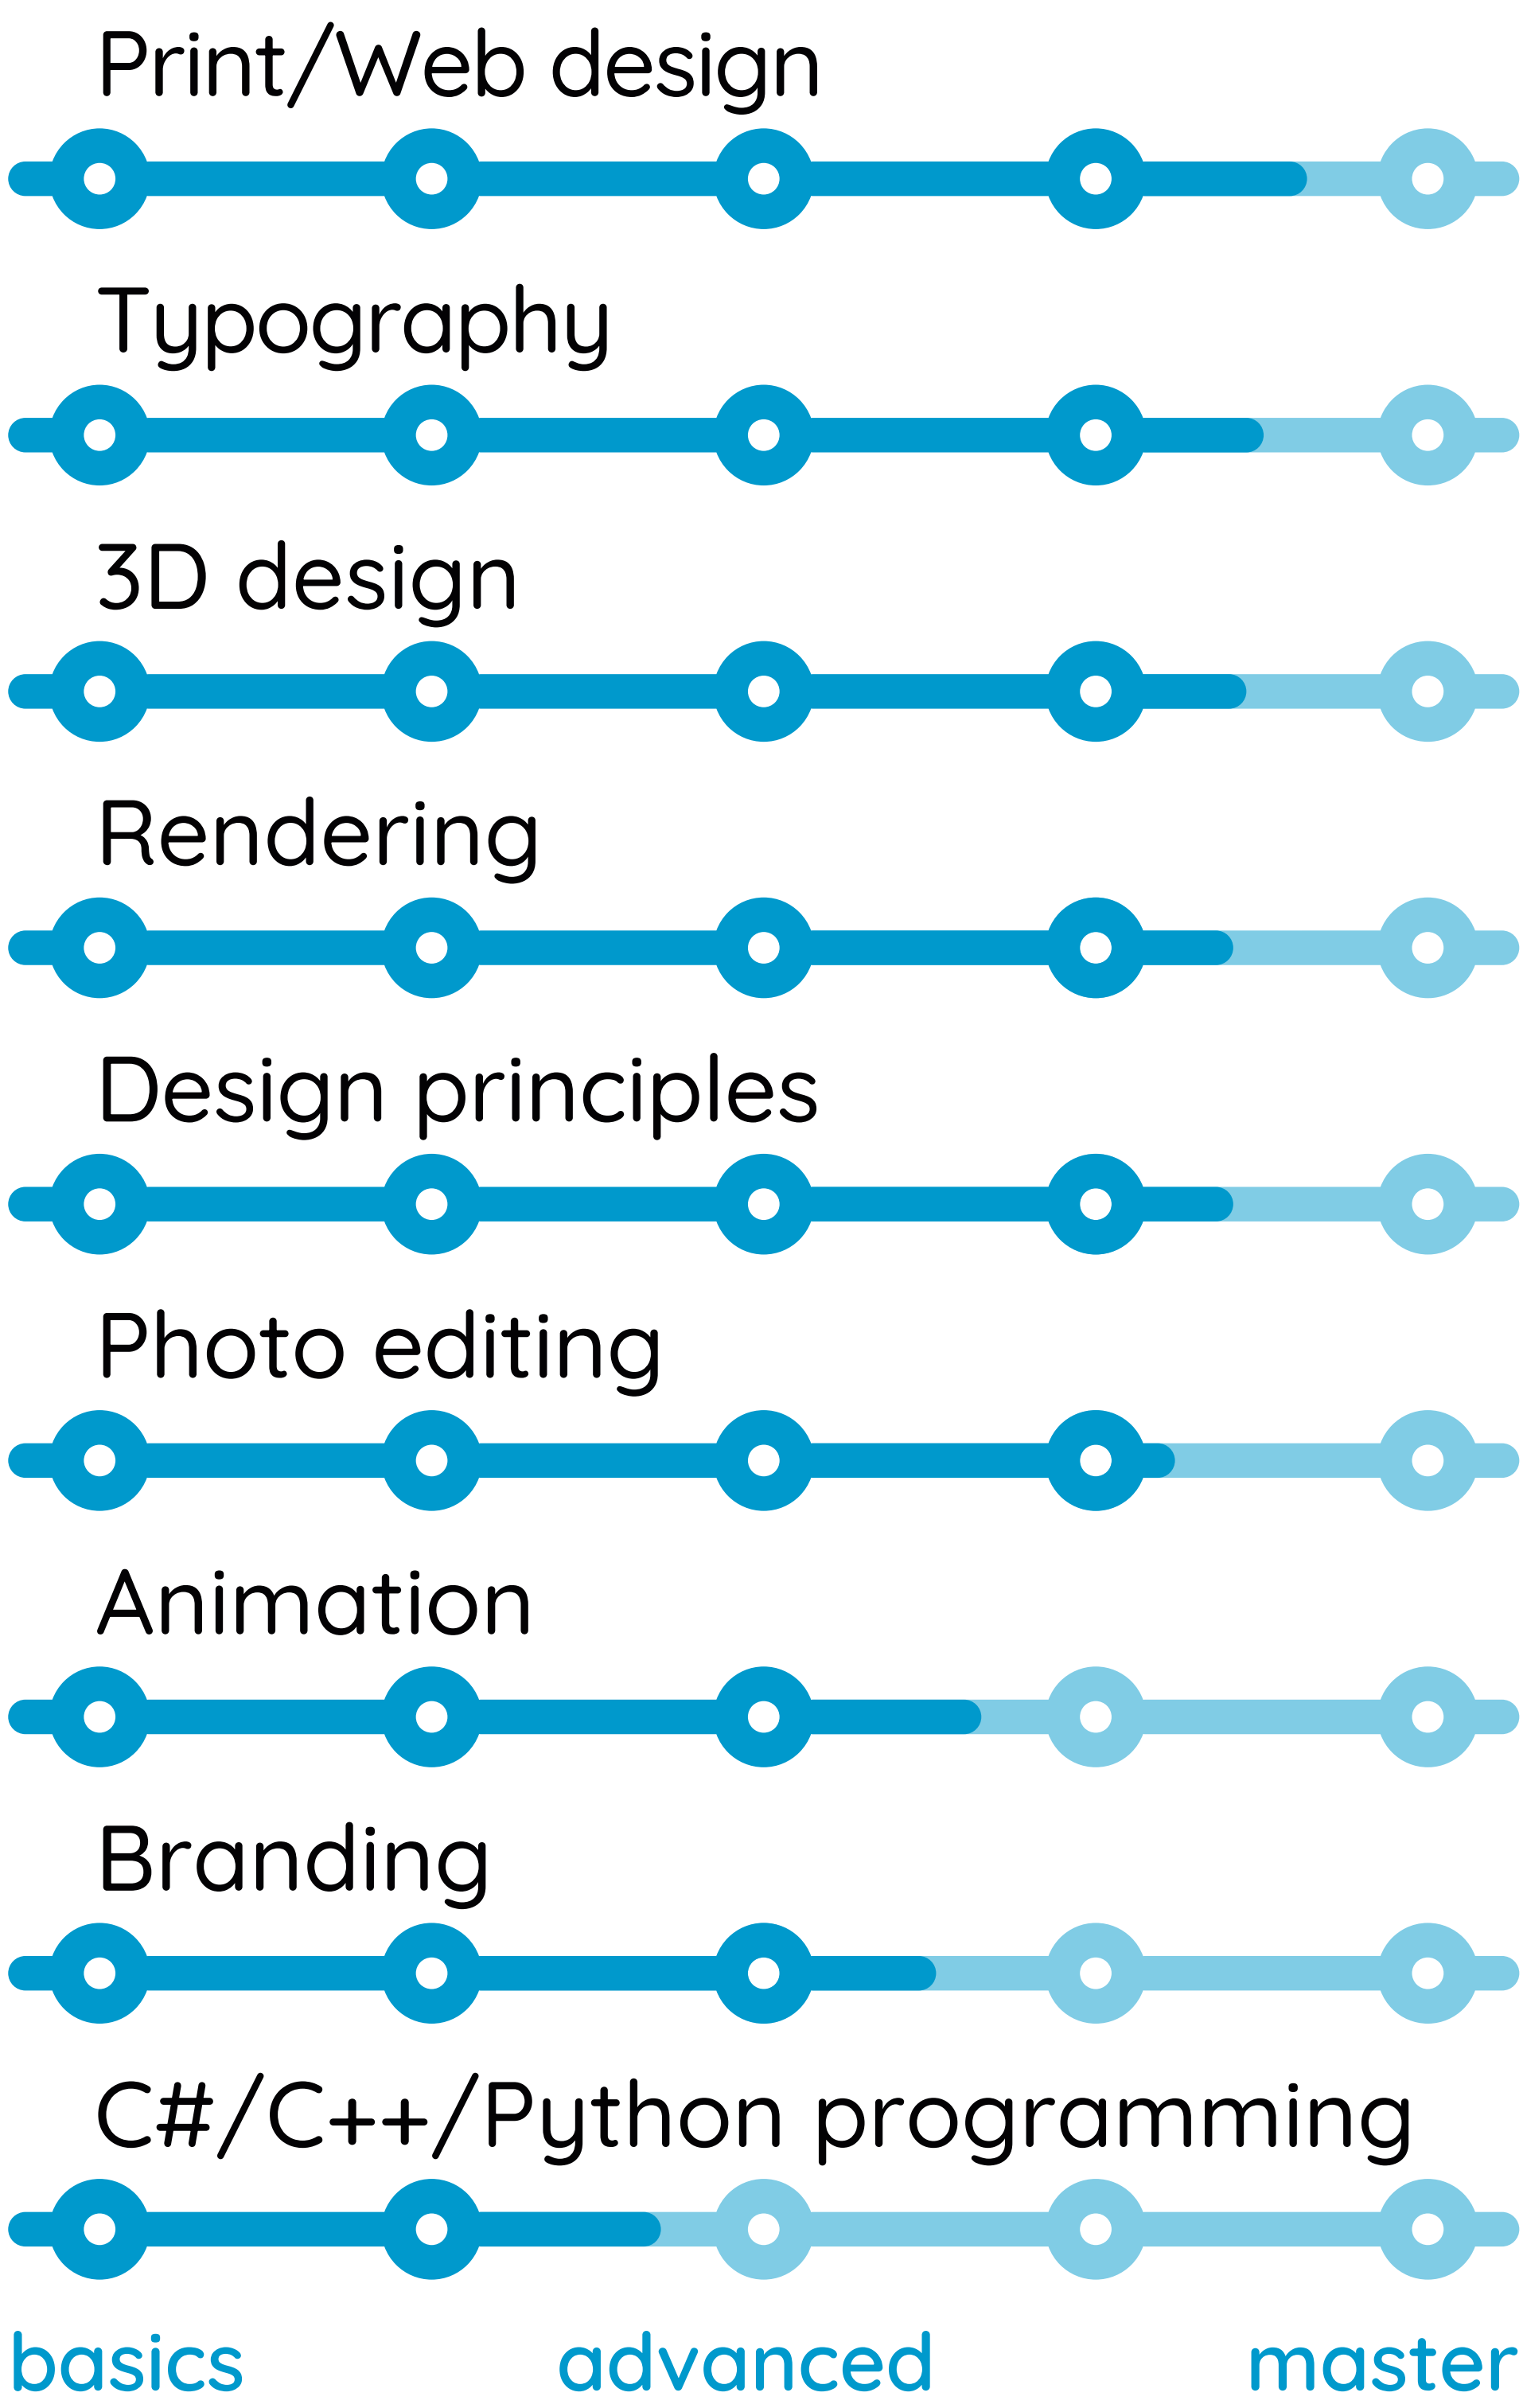 Print/Web design
Typography
3D design
Rendering
Design principles
Photo editing
Animation
Branding
C#/C++/Python programming
basics advanced master